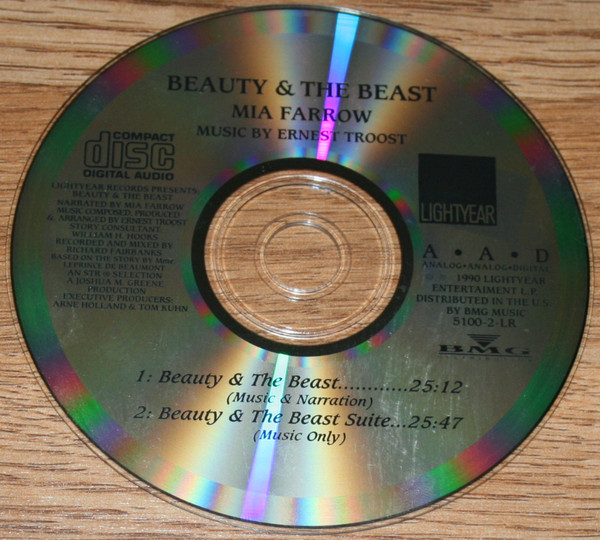 BEAUTY & THE BEAST
MIA FARROW
MUSIC BY ERNEST TROOST
COMPACT
disc
DIGITAL AUDIO
LIGHTYEAR RECORDS PRESENTS:
BEAUTY & THE BEAST
NARRATED BY MIA FARROW
MUSIC COMPOSED, PRODUCED
& ARRANGED BY ERNEST TROOST
STORY CONSULTANT:
WILLIAM H. HOOKS
RECORDED AND MIXED BY
RICHARD FAIRBANKS
BASED ON THE STORY BY Mme
LEPRINCE DE BEAUMONT
AN STR 8 SELECTION
A JOSHUA M. GREENE
PRODUCTION
EXECUTIVE PRODUCERS:
ARNE HOLLAND & TOM KUHN
LIGHTYEAR
A • A • D
ANALOG•ANALOG•DIGITAL
1990 LIGHTYEAR
ENTERTAIMENT L.P.
DISTRIBUTED IN THE U.S.
BY BMG MUSIC
5100-2-LR
BMG
1: Beauty & The Beast............25:12
(Music & Narration)
2: Beauty & The Beast Suite...25:47
(Music Only)